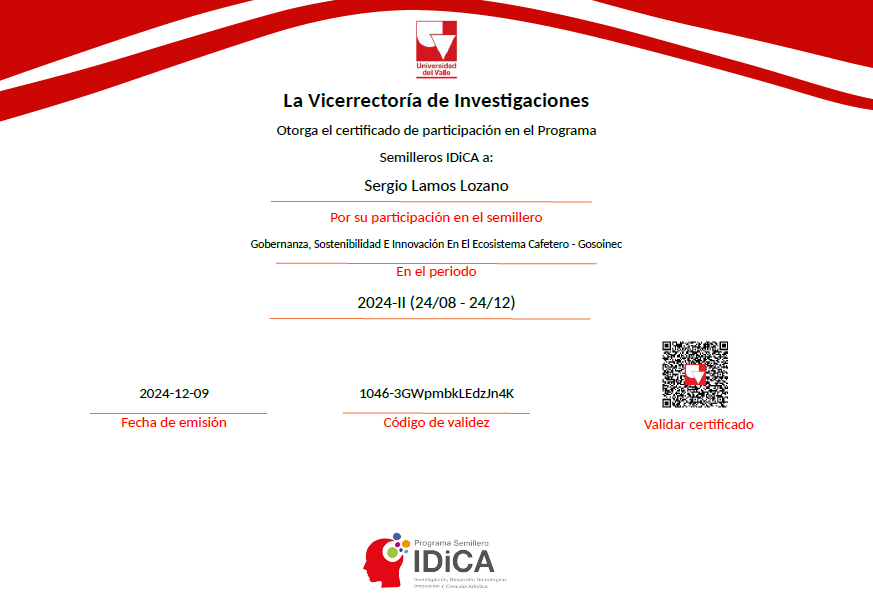 Universidad
del Valle
La Vicerrectoría de Investigaciones
Otorga el certificado de participación en el Programa
Semilleros IDiCA a:
Sergio Lamos Lozano
Por su participación en el semillero
Gobernanza, Sostenibilidad E Innovación En El Ecosistema Cafetero - Gosoinec
En el periodo
2024-II (24/08 - 24/12)
2024-12-09
Fecha de emisión
1046-3GWpmbkLEdzJn4K
Código de validez
Validar certificado
Programa Semillero
IDiCA
Investigación, Desarrollo Tecnológico,
Innovación y Creación Artística